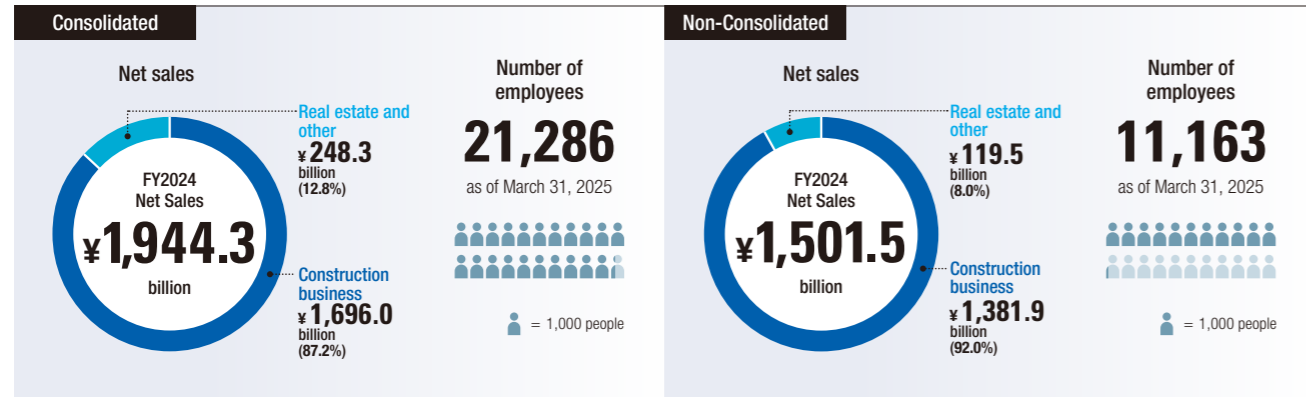 Consolidated
Net sales
Real estate and
other
¥248.3
billion
(12.8%)
FY2024
Net Sales
¥1,944.3
billion
Construction
business
¥1,696.0
billion
(87.2%)
Number of
employees
21,286
as of March 31, 2025
= 1,000 people
Non-Consolidated
Net sales
Real estate and
other
¥119.5
billion
(8.0%)
FY2024
Net Sales
¥1,501.5
billion
Construction
business
¥1,381.9
billion
(92.0%)
Number of
employees
11,163
as of March 31, 2025
= 1,000 people